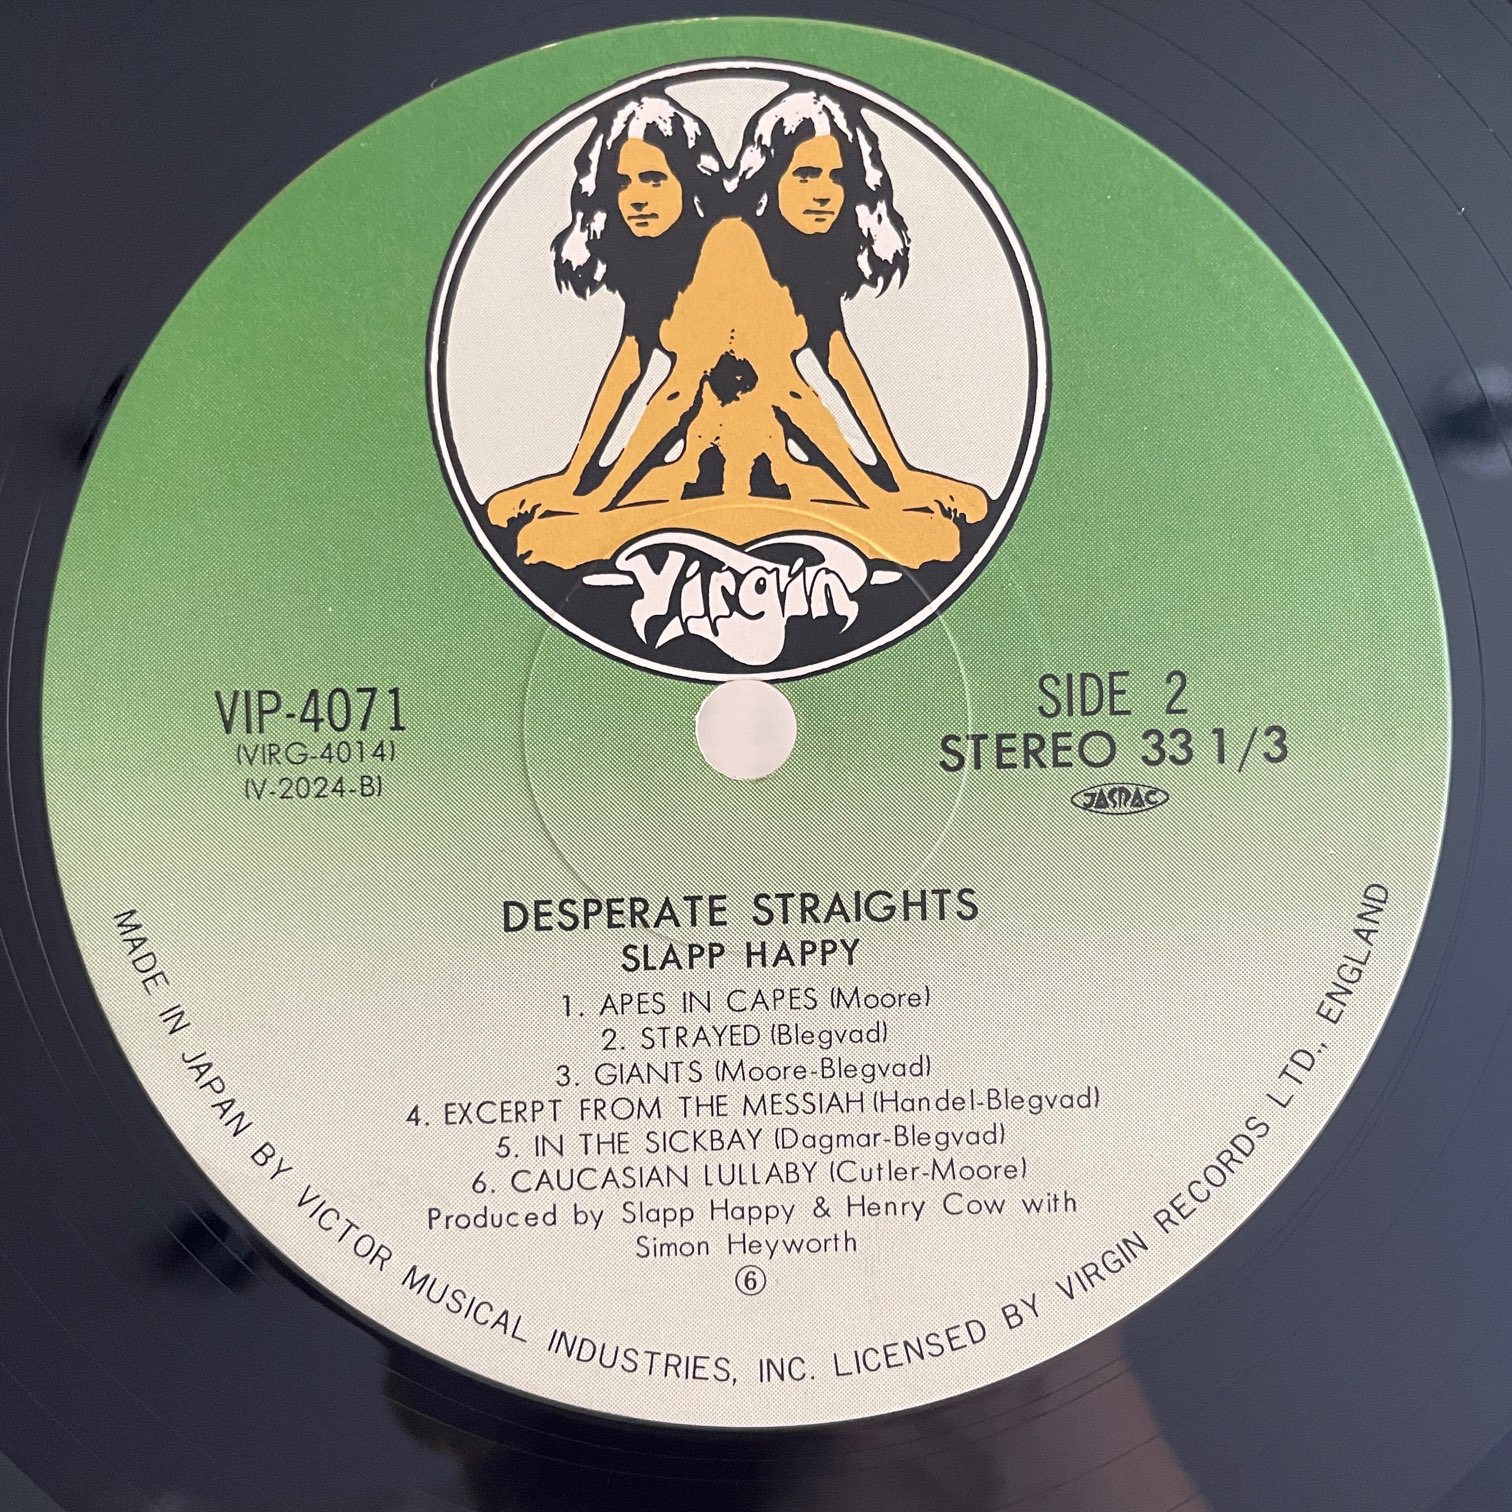 Virgin
VIP-4071
(VIRG-4014)
(V-2024-B)
SIDE 2
STEREO 33 1/3
JASRAC
DESPERATE STRAIGHTS
SLAPP HAPPY
1. APES IN CAPES (Moore)
2. STRAYED (Blegvad)
3. GIANTS (Moore-Blegvad)
4. EXCERPT FROM THE MESSIAH (Handel-Blegvad)
5. IN THE SICKBAY (Dagmar-Blegvad)
6. CAUCASIAN LULLABY (Cutler-Moore)
Produced by Slapp Happy & Henry Cow with
Simon Heyworth
⑥
MADE IN JAPAN BY VICTOR MUSICAL INDUSTRIES, INC. LICENSED BY VIRGIN RECORDS LTD., ENGLAND